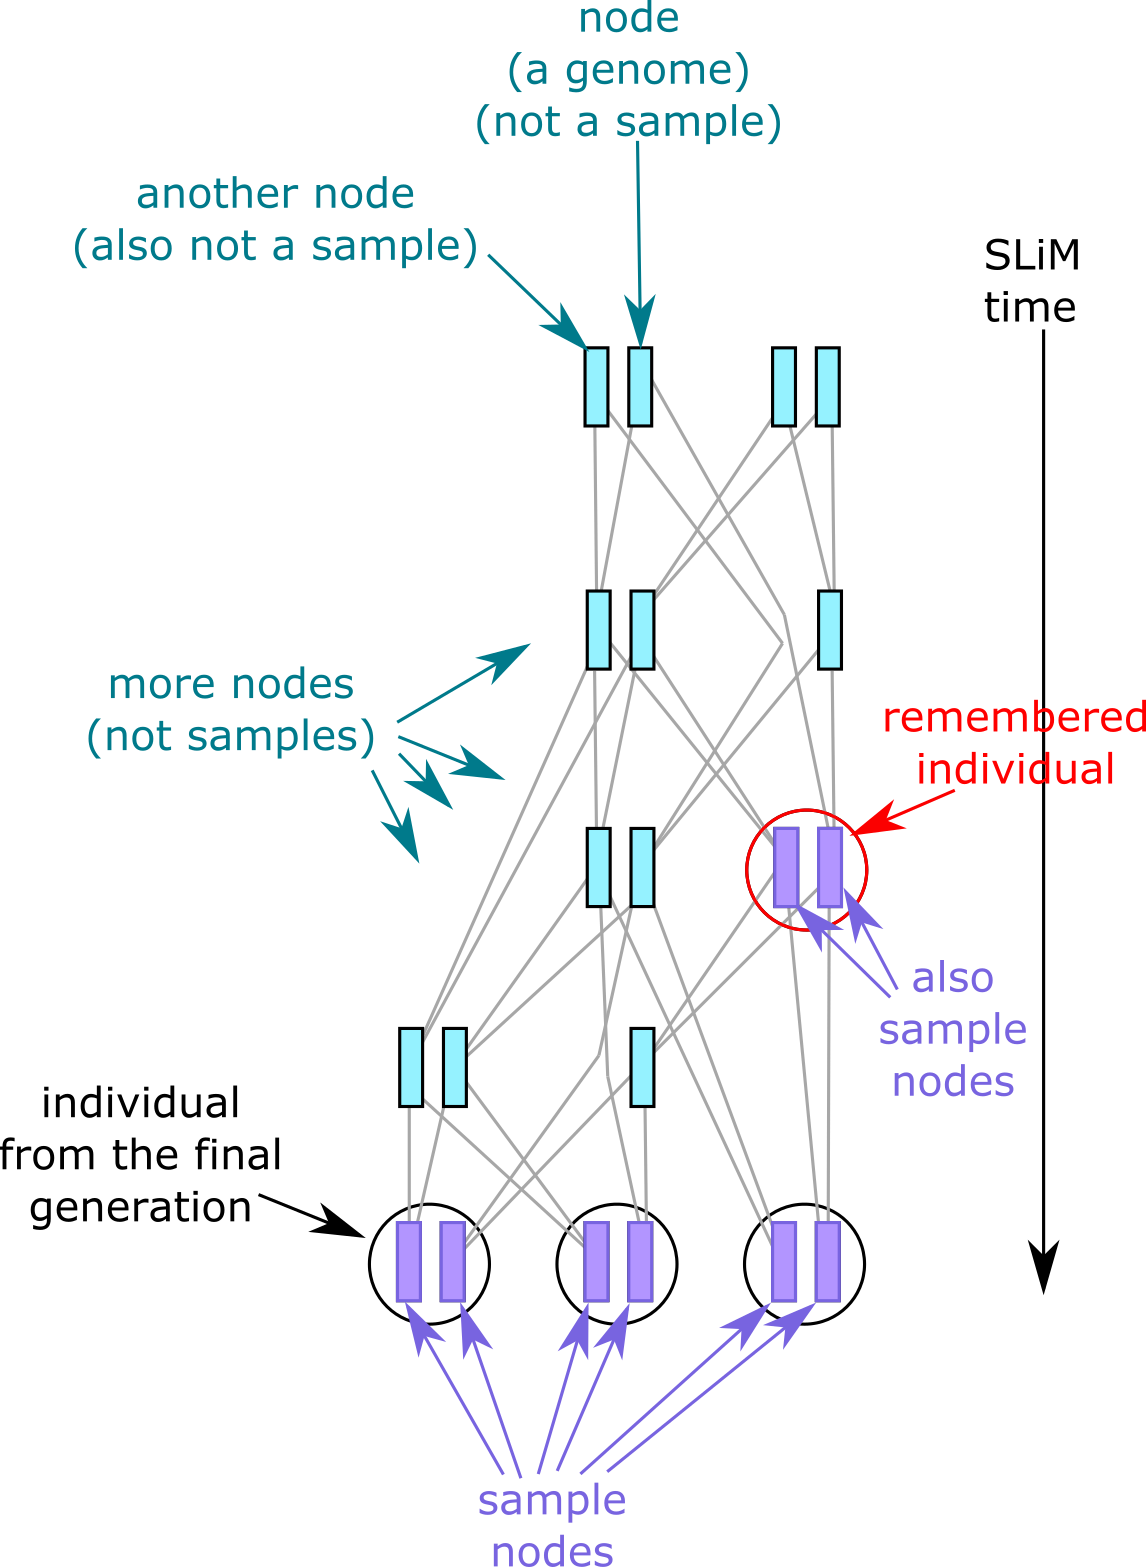 node
(a genome)
(not a sample)
another node
(also not a sample)
SLiM
time
more nodes
(not samples)
remembered
individual
also
sample
nodes
individual
from the final
generation
sample
nodes